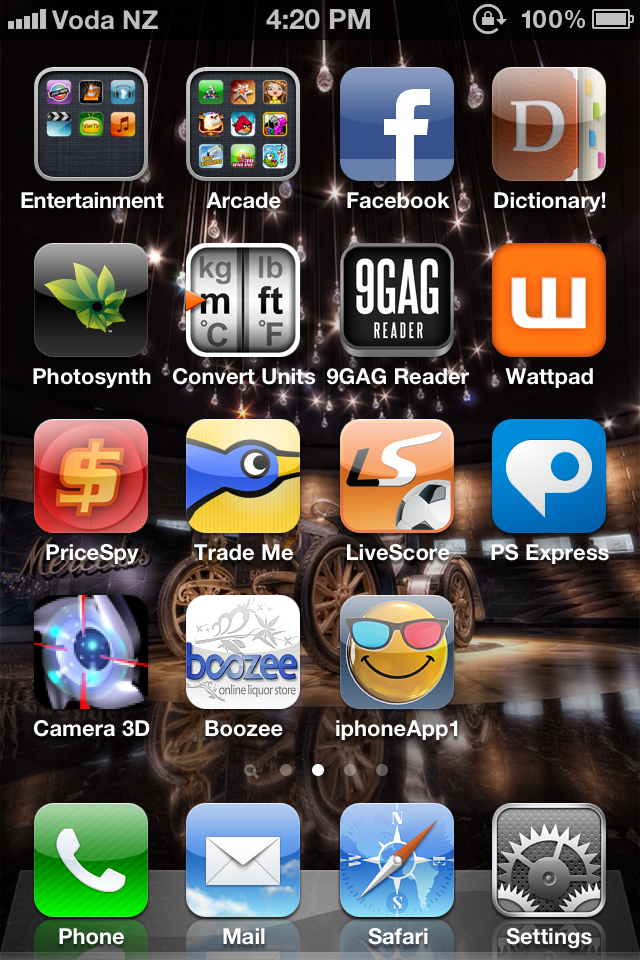 Voda NZ 4:20 PM 100%
Entertainment Arcade Facebook Dictionary!
D
kg lb
m ft
°C °F
9GAG
READER
Photosynth Convert Units 9GAG Reader Wattpad
$
LS
P
Mercedes
PriceSpy Trade Me LiveScore PS Express
boozee
online liquor store
Camera 3D Boozee iphoneApp1
N
W E
S
Phone Mail Safari Settings